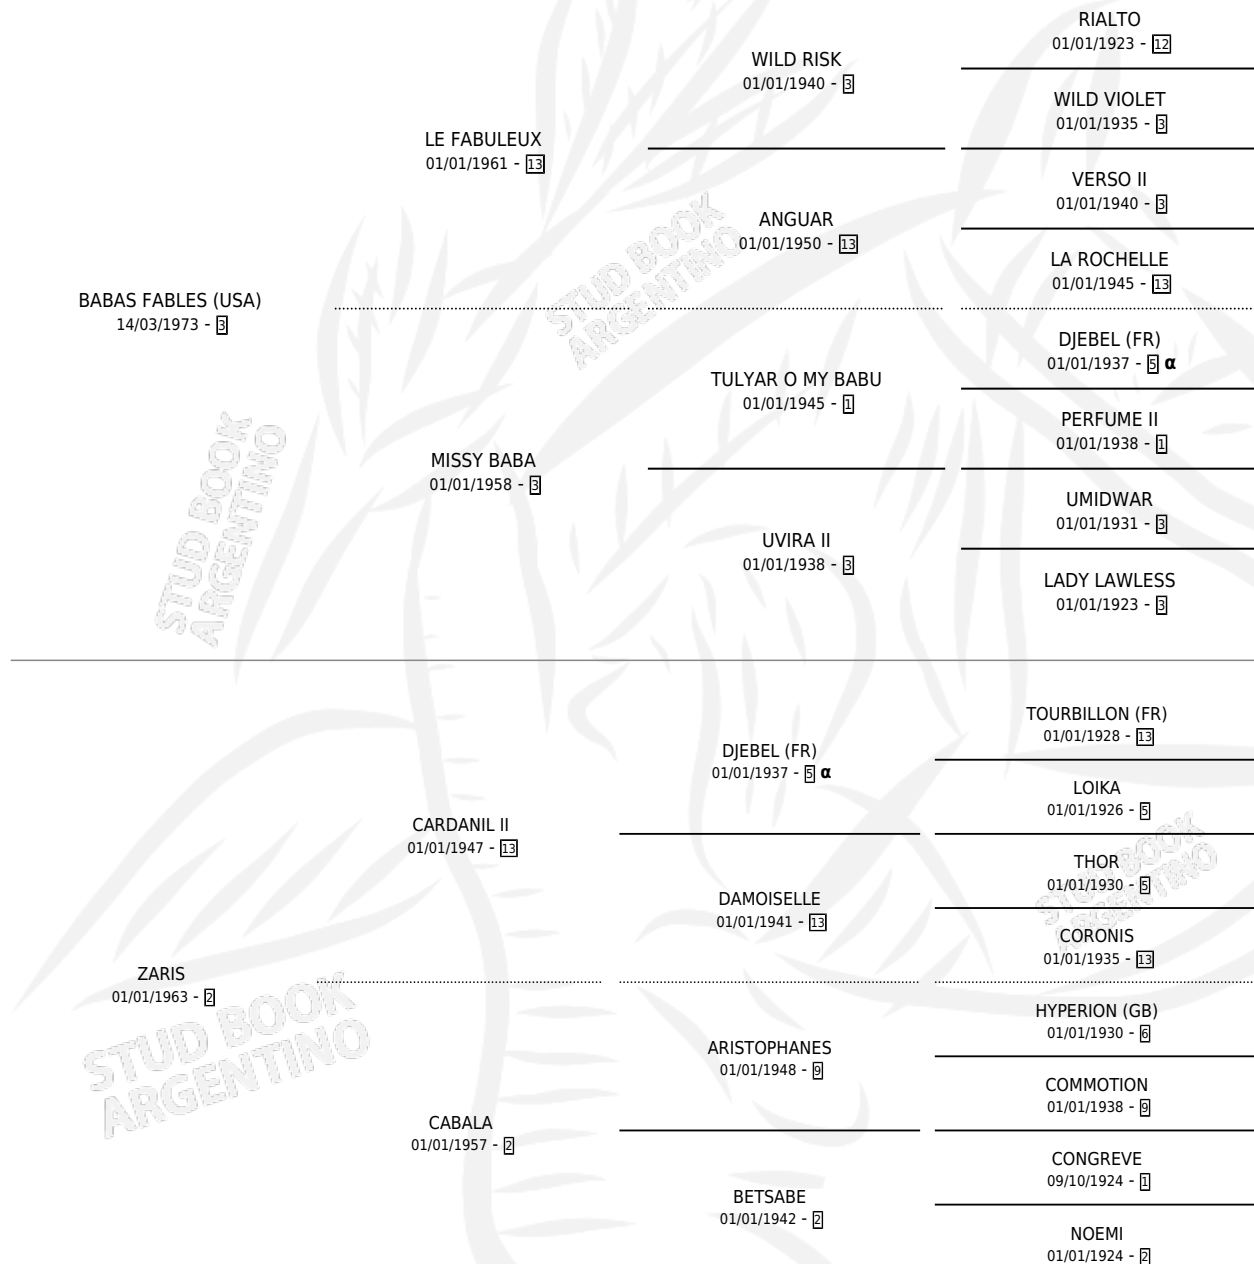 RIALTO
01/01/1923 - 12
WILD RISK
01/01/1940 - 3
WILD VIOLET
01/01/1935 - 3
LE FABULEUX
01/01/1961 - 13
VERSO II
01/01/1940 - 3
ANGUAR
01/01/1950 - 13
LA ROCHELLE
01/01/1945 - 13
BABAS FABLES (USA)
14/03/1973 - 3
DJEBEL (FR)
01/01/1937 - 5 α
TULYAR O MY BABU
01/01/1945 - 1
PERFUME II
01/01/1938 - 1
MISSY BABA
01/01/1958 - 3
UMIDWAR
01/01/1931 - 3
UVIRA II
01/01/1938 - 3
LADY LAWLESS
01/01/1923 - 3
TOURBILLON (FR)
01/01/1928 - 13
DJEBEL (FR)
01/01/1937 - 5 α
LOIKA
01/01/1926 - 5
CARDANIL II
01/01/1947 - 13
THOR
01/01/1930 - 5
DAMOISELLE
01/01/1941 - 13
CORONIS
01/01/1935 - 13
ZARIS
01/01/1963 - 2
HYPERION (GB)
01/01/1930 - 6
ARISTOPHANES
01/01/1948 - 9
COMMOTION
01/01/1938 - 9
CABALA
01/01/1957 - 2
CONGREVE
09/10/1924 - 1
BETSABE
01/01/1942 - 2
NOEMI
01/01/1924 - 2
STUD BOOK
ARGENTINO
STUD BOOK
ARGENTINO
STUD BOOK
ARGENTINO
STUD BOOK
ARGENTINO